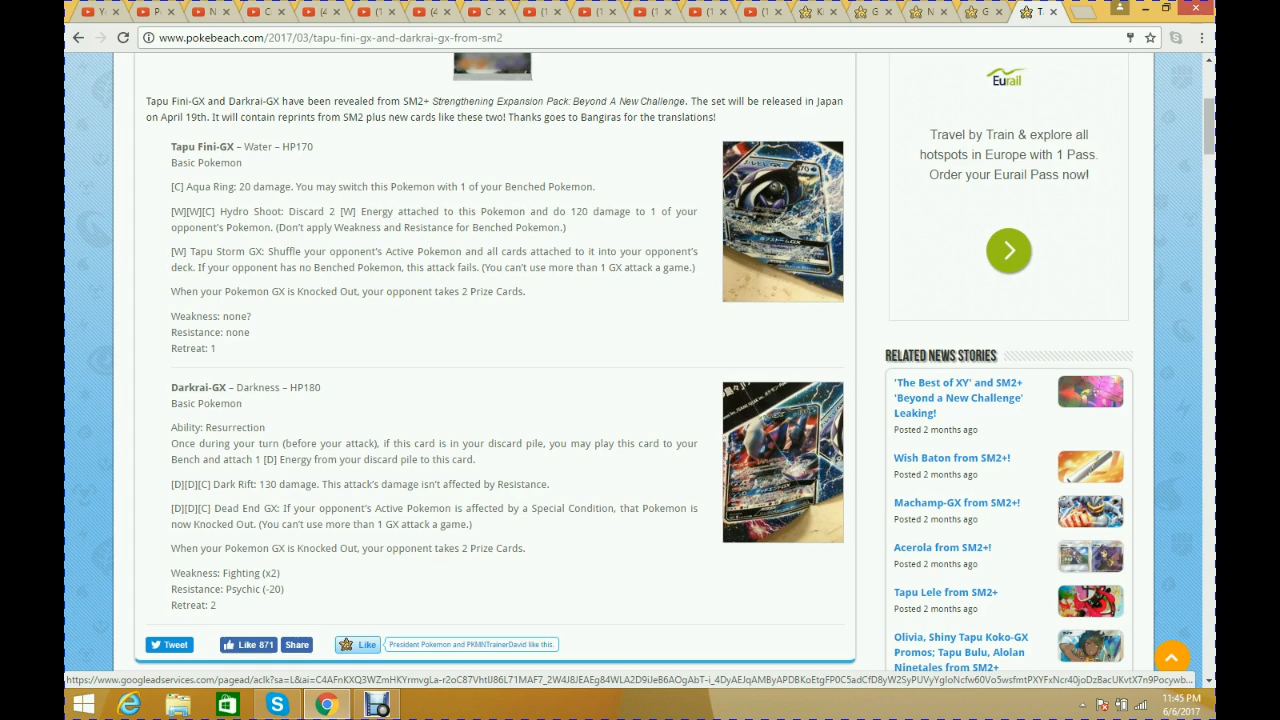 Y
P
N
C
(4
(1
(4
C
(1
(1
(1
(1
(1
Ki
G
N
G
T
www.pokebeach.com/2017/03/tapu-fini-gx-and-darkrai-gx-from-sm2
Tapu Fini-GX and Darkrai-GX have been revealed from SM2+ Strengthening Expansion Pack: Beyond A New Challenge. The set will be released in Japan
on April 19th. It will contain reprints from SM2 plus new cards like these two! Thanks goes to Bangiras for the translations!
Tapu Fini-GX – Water – HP170
Basic Pokemon
[C] Aqua Ring: 20 damage. You may switch this Pokemon with 1 of your Benched Pokemon.
[W][W][C] Hydro Shoot: Discard 2 [W] Energy attached to this Pokemon and do 120 damage to 1 of your
opponent's Pokemon. (Don't apply Weakness and Resistance for Benched Pokemon.)
[W] Tapu Storm GX: Shuffle your opponent's Active Pokemon and all cards attached to it into your opponent's
deck. If your opponent has no Benched Pokemon, this attack fails. (You can't use more than 1 GX attack a game.)
When your Pokemon GX is Knocked Out, your opponent takes 2 Prize Cards.
Weakness: none?
Resistance: none
Retreat: 1
Darkrai-GX – Darkness – HP180
Basic Pokemon
Ability: Resurrection
Once during your turn (before your attack), if this card is in your discard pile, you may play this card to your
Bench and attach 1 [D] Energy from your discard pile to this card.
[D][D][C] Dark Rift: 130 damage. This attack's damage isn't affected by Resistance.
[D][D][C] Dead End GX: If your opponent's Active Pokemon is affected by a Special Condition, that Pokemon is
now Knocked Out. (You can't use more than 1 GX attack a game.)
When your Pokemon GX is Knocked Out, your opponent takes 2 Prize Cards.
Weakness: Fighting (x2)
Resistance: Psychic (-20)
Retreat: 2
Tweet
Like 871
Share
Like
President Pokemon and PKMNTrainerDavid like this.
Eurail
Travel by Train & explore all
hotspots in Europe with 1 Pass.
Order your Eurail Pass now!
RELATED NEWS STORIES
'The Best of XY' and SM2+
'Beyond a New Challenge'
Leaking!
Posted 2 months ago
Wish Baton from SM2+!
Posted 2 months ago
Machamp-GX from SM2+!
Posted 2 months ago
Acerola from SM2+!
Posted 2 months ago
Tapu Lele from SM2+
Posted 2 months ago
Olivia, Shiny Tapu Koko-GX
Promos; Tapu Bulu, Alolan
Ninetales from SM2+
11:45 PM
6/6/2017